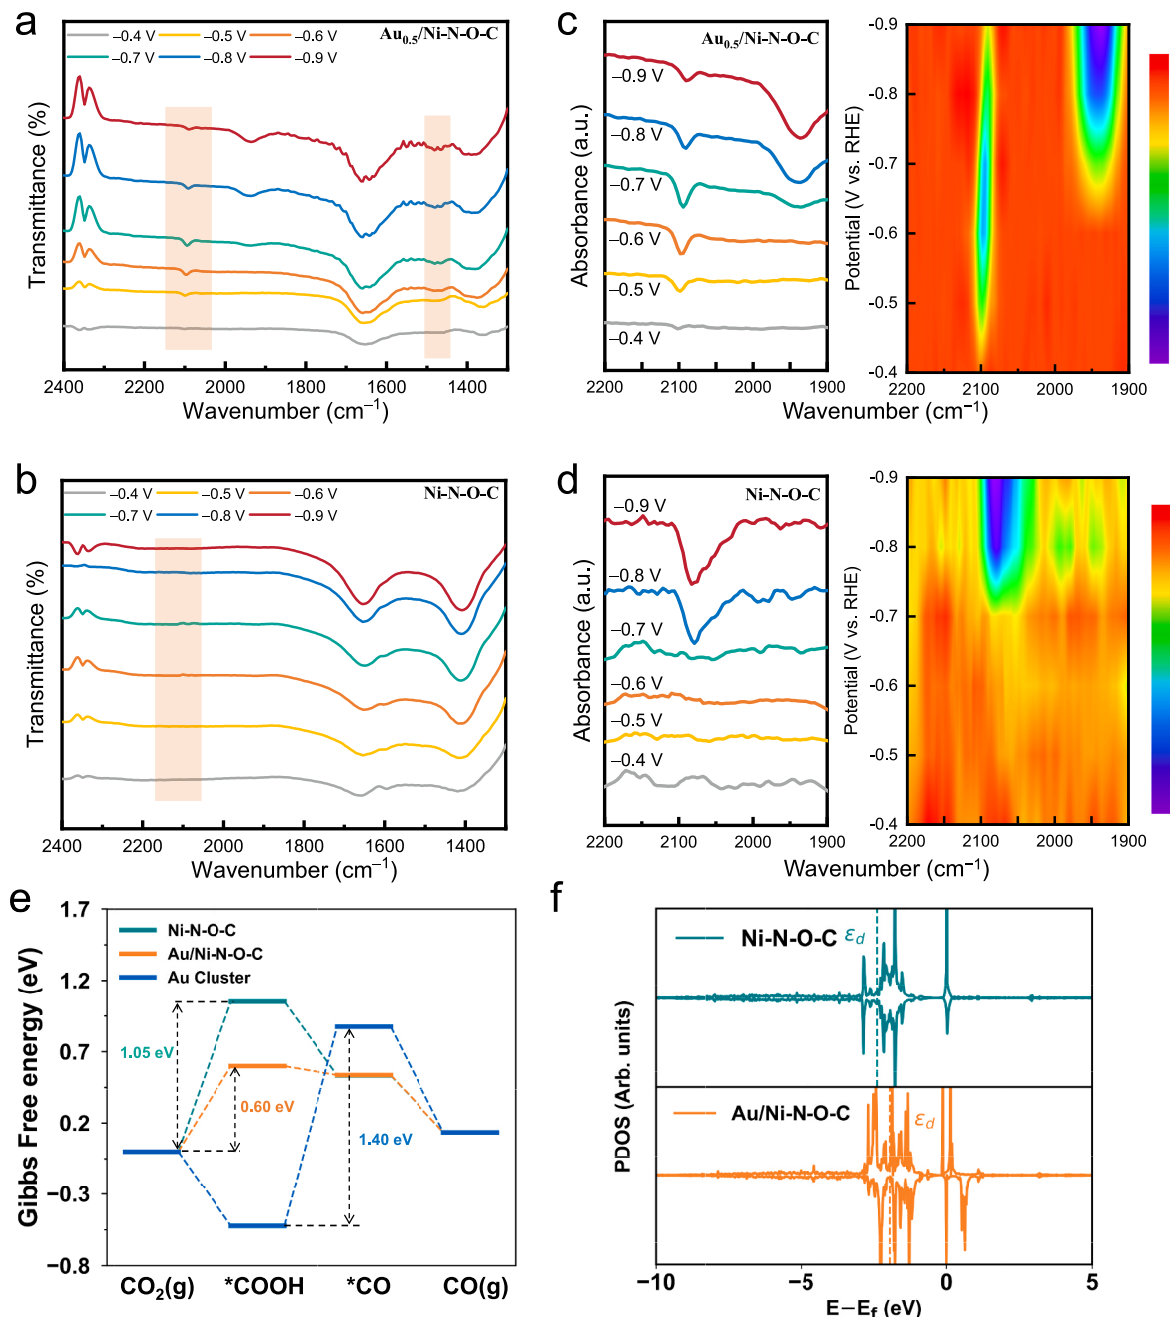 a
–0.4 V –0.5 V –0.6 V
–0.7 V –0.8 V –0.9 V
Au0.5/Ni-N-O-C
Transmittance (%)
2400 2200 2000 1800 1600 1400
Wavenumber (cm−1)
c
Au0.5/Ni-N-O-C
–0.9 V
–0.8 V
–0.7 V
–0.6 V
–0.5 V
–0.4 V
Absorbance (a.u.)
2200 2100 2000 1900
-0.9
-0.8
-0.7
-0.6
-0.5
-0.4
Potential (V vs. RHE)
2200 2100 2000 1900
Wavenumber (cm−1)
b
–0.4 V –0.5 V –0.6 V
–0.7 V –0.8 V –0.9 V
Ni-N-O-C
Transmittance (%)
2400 2200 2000 1800 1600 1400
Wavenumber (cm−1)
d
Ni-N-O-C
–0.9 V
–0.8 V
–0.7 V
–0.6 V
–0.5 V
–0.4 V
Absorbance (a.u.)
2200 2100 2000 1900
-0.9
-0.8
-0.7
-0.6
-0.5
-0.4
Potential (V vs. RHE)
2200 2100 2000 1900
Wavenumber (cm−1)
e
1.7
1.2
0.7
0.2
−0.3
−0.8
Gibbs Free energy (eV)
Ni-N-O-C
Au/Ni-N-O-C
Au Cluster
1.05 eV
0.60 eV
1.40 eV
CO2(g) *COOH *CO CO(g)
f
Ni-N-O-C εd
Au/Ni-N-O-C εd
PDOS (Arb. units)
−10 −5 0 5
E−Ef (eV)